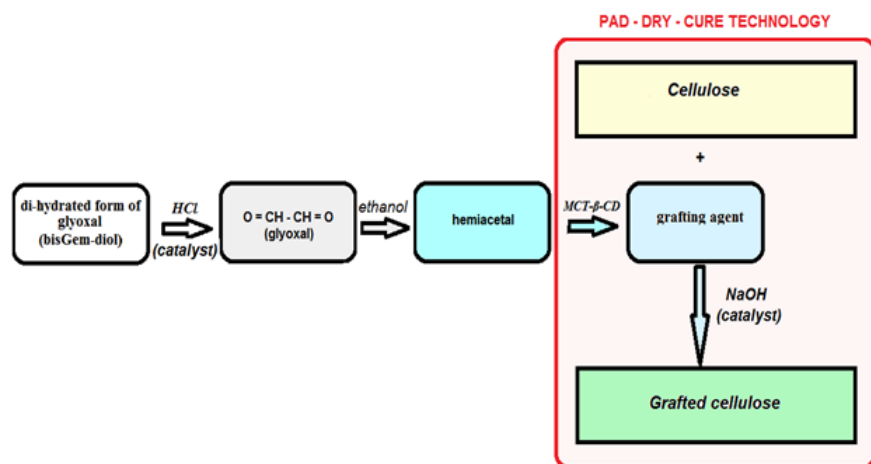 PAD - DRY - CURE TECHNOLOGY
Cellulose
+
di-hydrated form of
glyoxal
(bisGem-diol)
HCl
(catalyst)
O = CH - CH = O
(glyoxal)
ethanol
hemiacetal
MCT-β-CD
grafting agent
NaOH
(catalyst)
Grafted cellulose